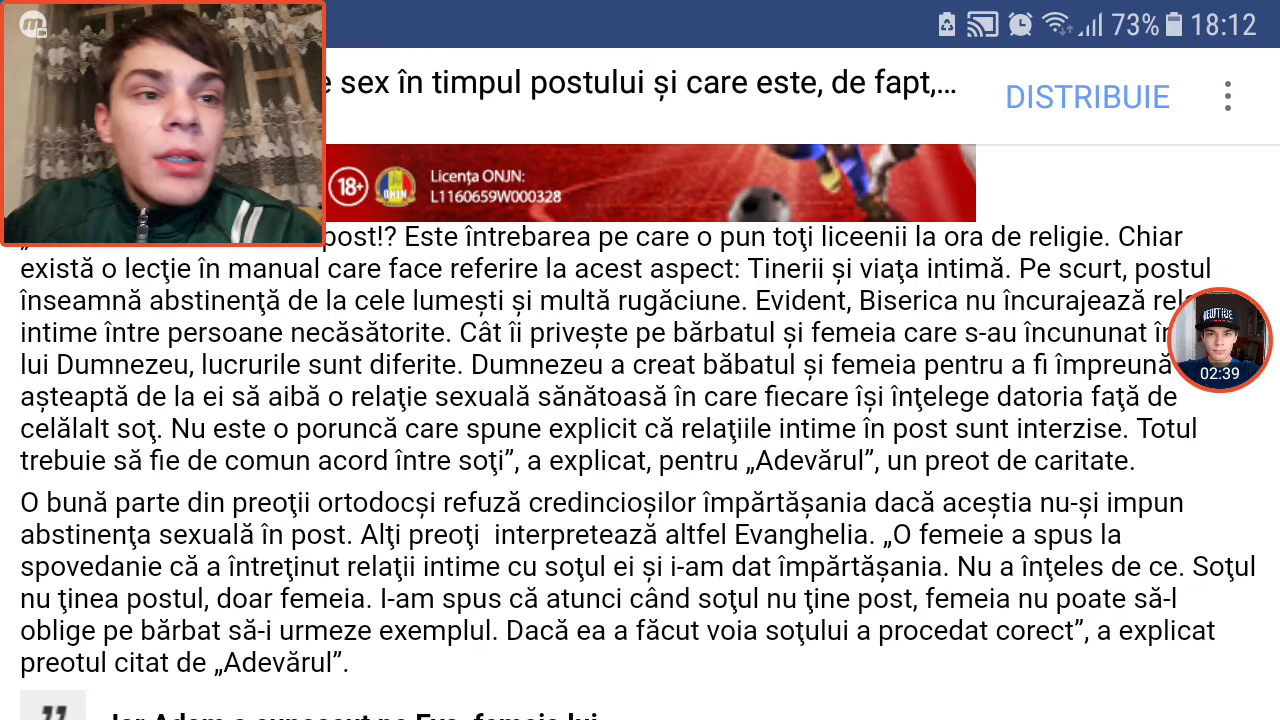 73% 18:12
sex în timpul postului și care este, de fapt,...
DISTRIBUIE
18+
Licența ONJN:
L1160659W000328
post!? Este întrebarea pe care o pun toţi liceenii la ora de religie. Chiar
există o lecţie în manual care face referire la acest aspect: Tinerii și viaţa intimă. Pe scurt, postul
înseamnă abstinenţă de la cele lumești și multă rugăciune. Evident, Biserica nu încurajează
intime între persoane necăsătorite. Cât îi privește pe bărbatul și femeia care s-au încununat
lui Dumnezeu, lucrurile sunt diferite. Dumnezeu a creat băbatul și femeia pentru a fi împreună
așteaptă de la ei să aibă o relaţie sexuală sănătoasă în care fiecare își înţelege datoria faţă de
celălalt soţ. Nu este o poruncă care spune explicit că relaţiile intime în post sunt interzise. Totul
trebuie să fie de comun acord între soţi”, a explicat, pentru „Adevărul”, un preot de caritate.
02:39
O bună parte din preoţii ortodocși refuză credincioșilor împărtășania dacă aceștia nu-și impun
abstinenţa sexuală în post. Alţi preoţi interpretează altfel Evanghelia. „O femeie a spus la
spovedanie că a întreţinut relaţii intime cu soţul ei și i-am dat împărtășania. Nu a înţeles de ce. Soţul
nu ţinea postul, doar femeia. I-am spus că atunci când soţul nu ţine post, femeia nu poate să-l
oblige pe bărbat să-i urmeze exemplul. Dacă ea a făcut voia soţului a procedat corect”, a explicat
preotul citat de „Adevărul”.
Iar Adam a cunoscut pe Eva, femeia lui